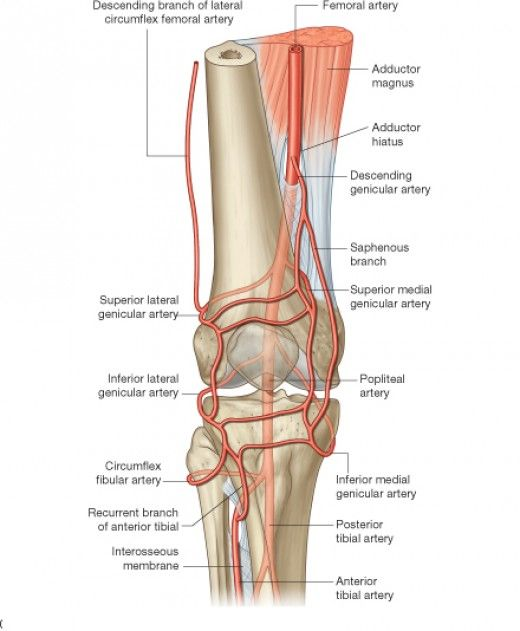 Descending branch of lateral
circumflex femoral artery
Femoral artery
Adductor
magnus
Adductor
hiatus
Descending
genicular artery
Saphenous
branch
Superior medial
genicular artery
Superior lateral
genicular artery
Inferior lateral
genicular artery
Popliteal
artery
Circumflex
fibular artery
Inferior medial
genicular artery
Recurrent branch
of anterior tibial
Posterior
tibial artery
Interosseous
membrane
Anterior
tibial artery